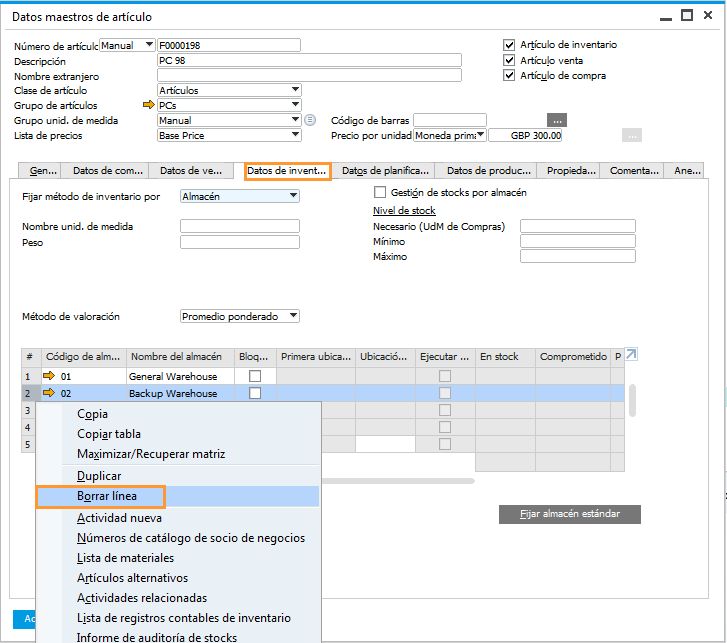 Datos maestros de artículo
Número de artículo Manual F0000198
Descripción PC 98
Nombre extranjero
Clase de artículo Artículos
Grupo de artículos PCs
Grupo unid. de medida Manual
Lista de precios Base Price
Artículo de inventario
Artículo venta
Artículo de compra
Código de barras ...
Precio por unidad Moneda prima GBP 300.00 ...
Gen... Datos de com... Datos de ve... Datos de invent... Datos de planifica... Datos de produc... Propieda... Comenta... Ane...
Fijar método de inventario por Almacén
Gestión de stocks por almacén
Nivel de stock
Nombre unid. de medida
Necesario (UdM de Compras)
Peso
Mínimo
Máximo
Método de valoración Promedio ponderado
# Código de alm... Nombre del almacén Bloq... Primera ubica... Ubicació... Ejecutar ... En stock Comprometido P
1 01 General Warehouse
2 02 Backup Warehouse
3
4
5
Copia
Copiar tabla
Maximizar/Recuperar matriz
Duplicar
Borrar línea
Actividad nueva
Números de catálogo de socio de negocios
Lista de materiales
Artículos alternativos
Actividades relacionadas
Lista de registros contables de inventario
Informe de auditoría de stocks
Fijar almacén estándar
Ac